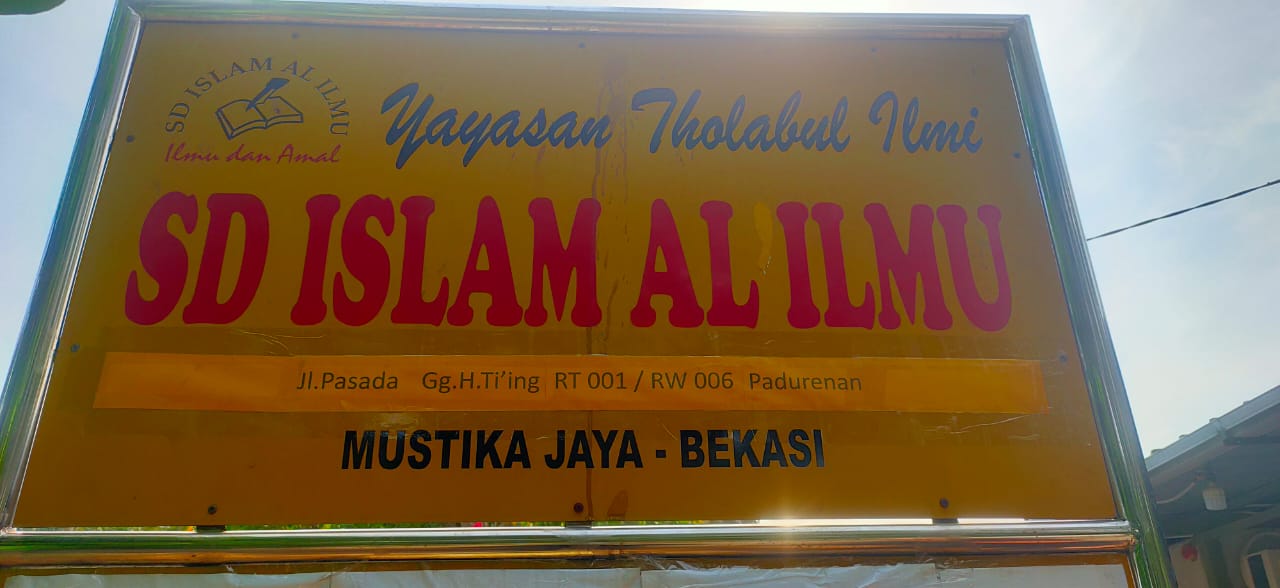 SD ISLAM AL ILMU
Ilmu dan Amal
Yayasan Tholabul Ilmi
SD ISLAM AL'ILMU
Jl.Pasada Gg.H.Ti'ing RT 001 / RW 006 Padurenan
MUSTIKA JAYA - BEKASI